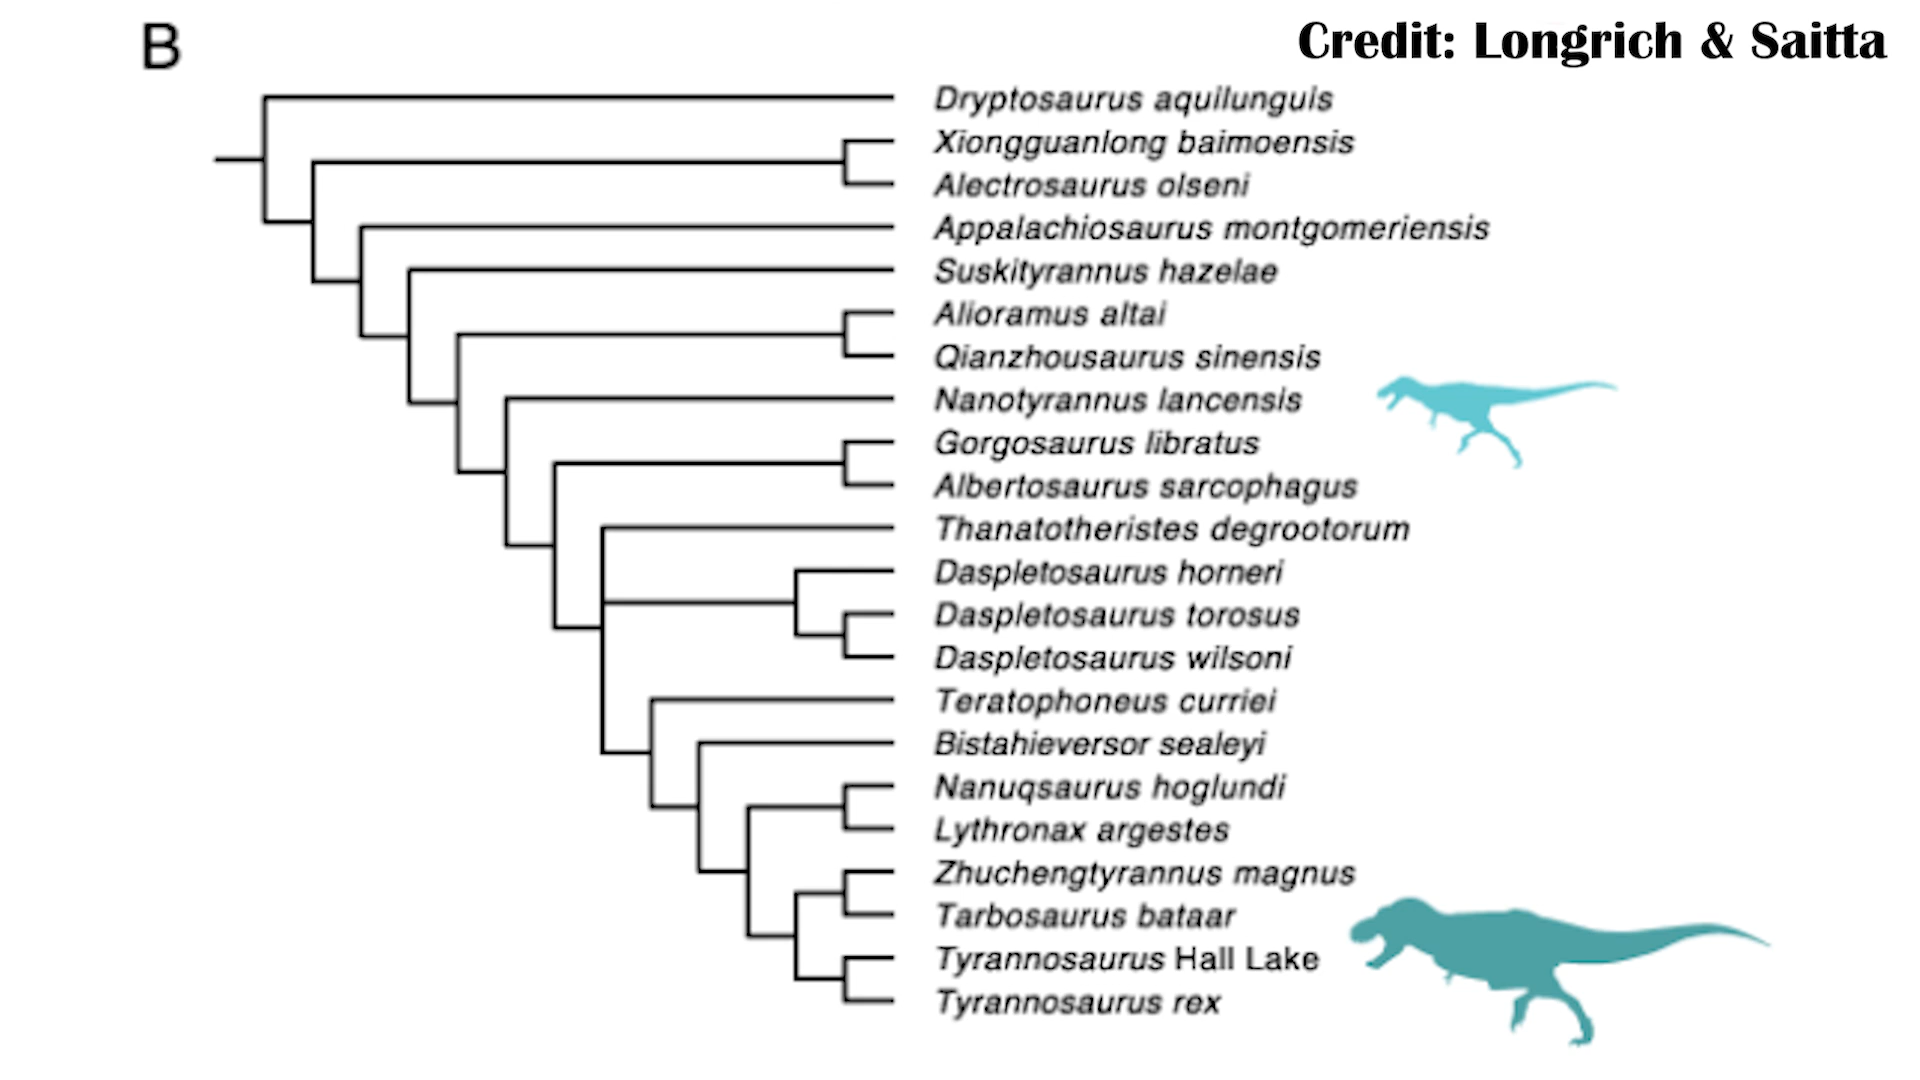 B
Credit: Longrich & Saitta
Dryptosaurus aquilunguis
Xiongguanlong baimoensis
Alectrosaurus olseni
Appalachiosaurus montgomeriensis
Suskityrannus hazelae
Alioramus altai
Qianzhousaurus sinensis
Nanotyrannus lancensis
Gorgosaurus libratus
Albertosaurus sarcophagus
Thanatotheristes degrootorum
Daspletosaurus horneri
Daspletosaurus torosus
Daspletosaurus wilsoni
Teratophoneus curriei
Bistahieversor sealeyi
Nanuqsaurus hoglundi
Lythronax argestes
Zhuchengtyrannus magnus
Tarbosaurus bataar
Tyrannosaurus Hall Lake
Tyrannosaurus rex